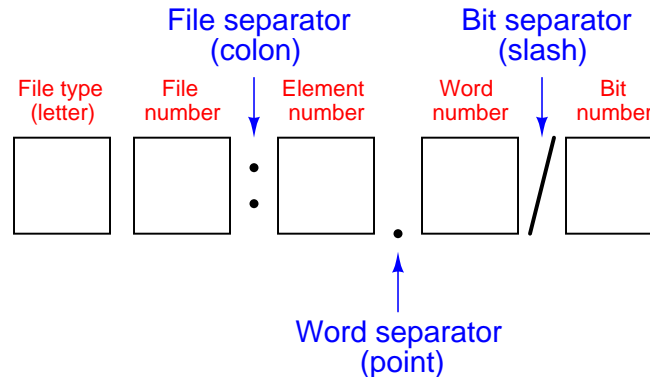 File separator
(colon)
Bit separator
(slash)
File type
(letter)
File
number
Element
number
Word
number
Bit
number
:
.
/
Word separator
(point)